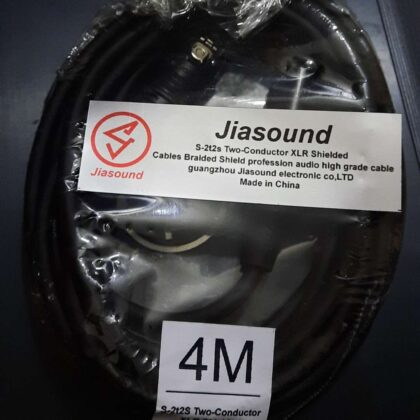 Jiasound
S-2t2s Two-Conductor XLR Shielded
Cables Braided Shield profession audio high grade cable
guangzhou Jiasound electronic co,LTD
Made in China
Jiasound
4M
S-2t2S Two-Conductor